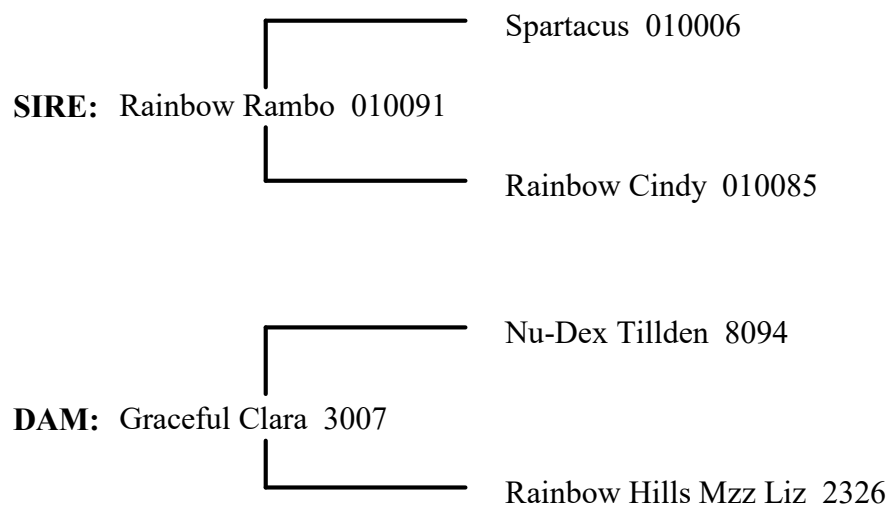 Spartacus 010006
SIRE: Rainbow Rambo 010091
Rainbow Cindy 010085
Nu-Dex Tillden 8094
DAM: Graceful Clara 3007
Rainbow Hills Mzz Liz 2326